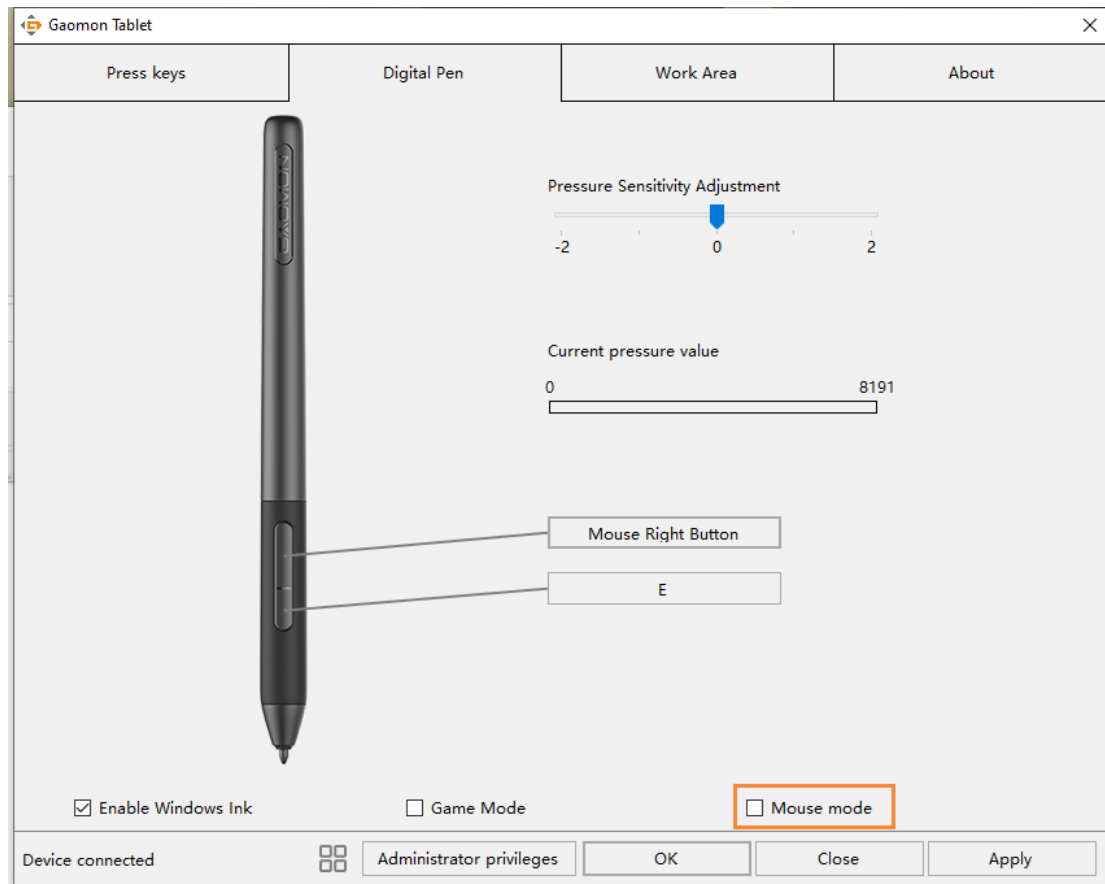 Gaomon Tablet
Press keys Digital Pen Work Area About
GAOMON
Pressure Sensitivity Adjustment
-2 0 2
Current pressure value
0 8191
Mouse Right Button
E
Enable Windows Ink Game Mode Mouse mode
Device connected Administrator privileges OK Close Apply